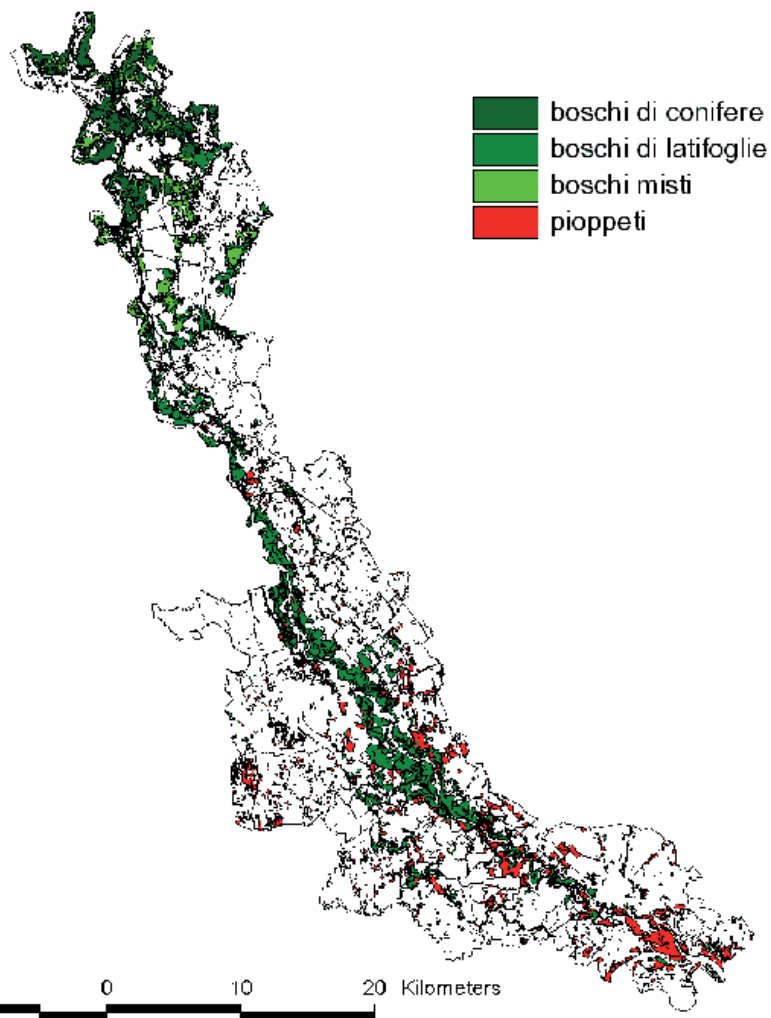 boschi di conifere
boschi di latifoglie
boschi misti
pioppeti
0 10 20 Kilometers